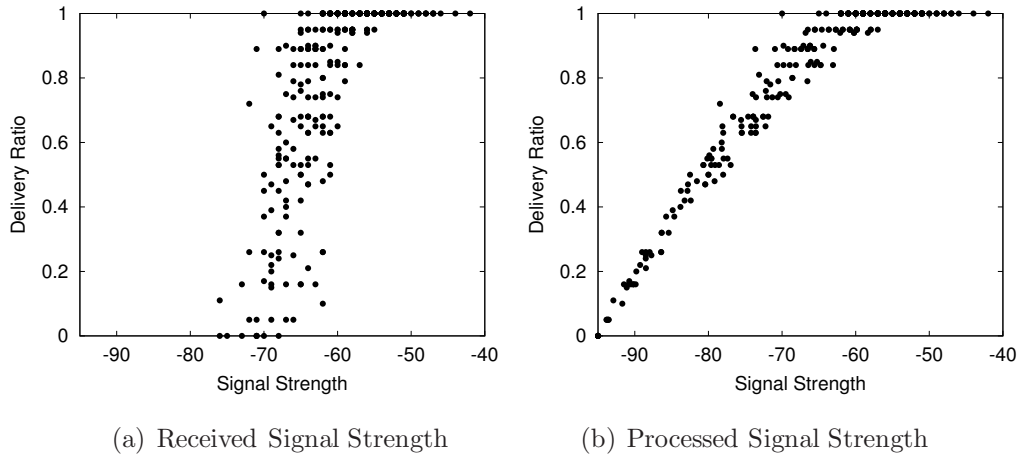 1
0.8
0.6
0.4
0.2
0
Delivery Ratio
-90 -80 -70 -60 -50 -40
Signal Strength
(a) Received Signal Strength
1
0.8
0.6
0.4
0.2
0
Delivery Ratio
-90 -80 -70 -60 -50 -40
Signal Strength
(b) Processed Signal Strength